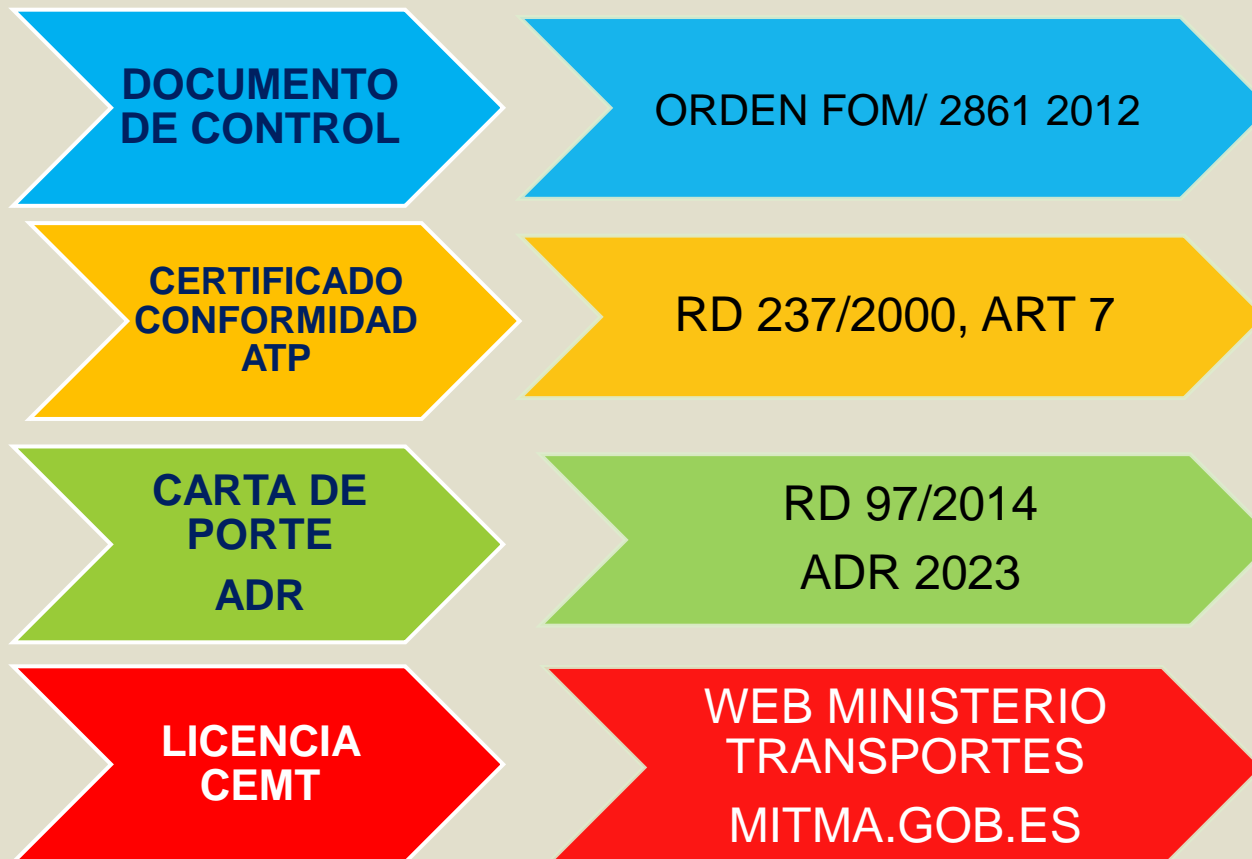 DOCUMENTO
DE CONTROL
ORDEN FOM/ 2861 2012
CERTIFICADO
CONFORMIDAD
ATP
RD 237/2000, ART 7
CARTA DE
PORTE
ADR
RD 97/2014
ADR 2023
LICENCIA
CEMT
WEB MINISTERIO
TRANSPORTES
MITMA.GOB.ES